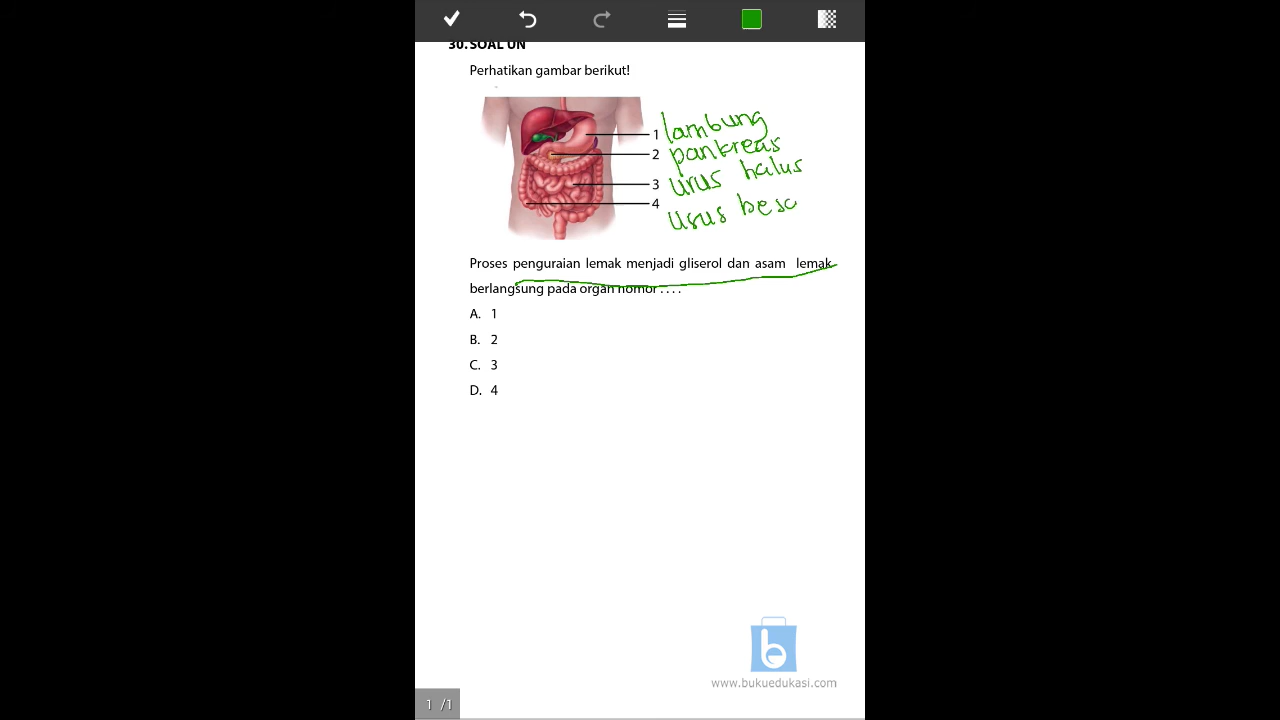 30. SOAL UN
Perhatikan gambar berikut!
1 lambung
2 pankreas
3 urus halus
4 usus besa
Proses penguraian lemak menjadi gliserol dan asam lemak
berlangsung pada organ nomor . . . .
A. 1
B. 2
C. 3
D. 4
b
www.bukuedukasi.com
1 /1